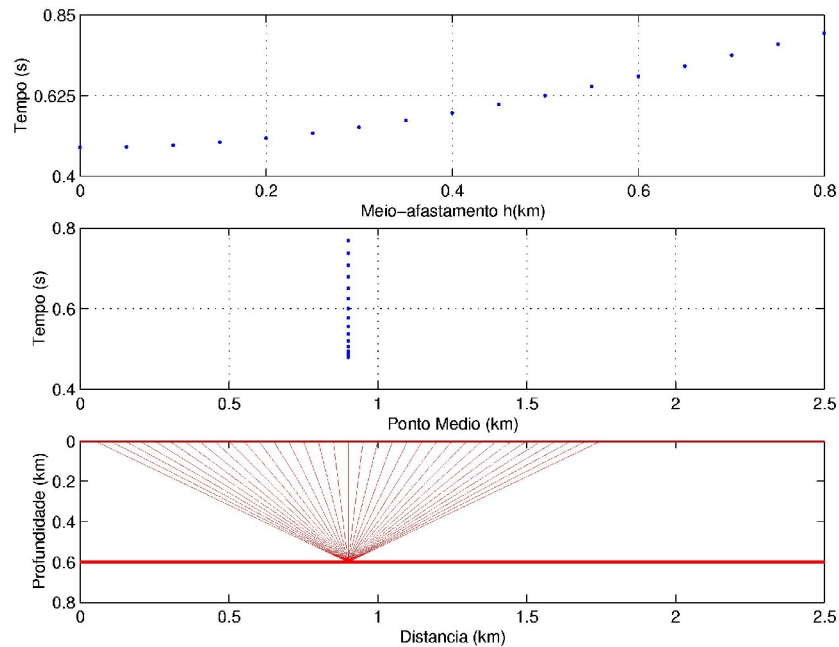 0.85
0.625
0.4
Tempo (s)
0 0.2 0.4 0.6 0.8
Meio-afastamento h(km)
0.8
0.6
0.4
Tempo (s)
0 0.5 1 1.5 2 2.5
Ponto Medio (km)
0
0.2
0.4
0.6
0.8
Profundidade (km)
0 0.5 1 1.5 2 2.5
Distancia (km)